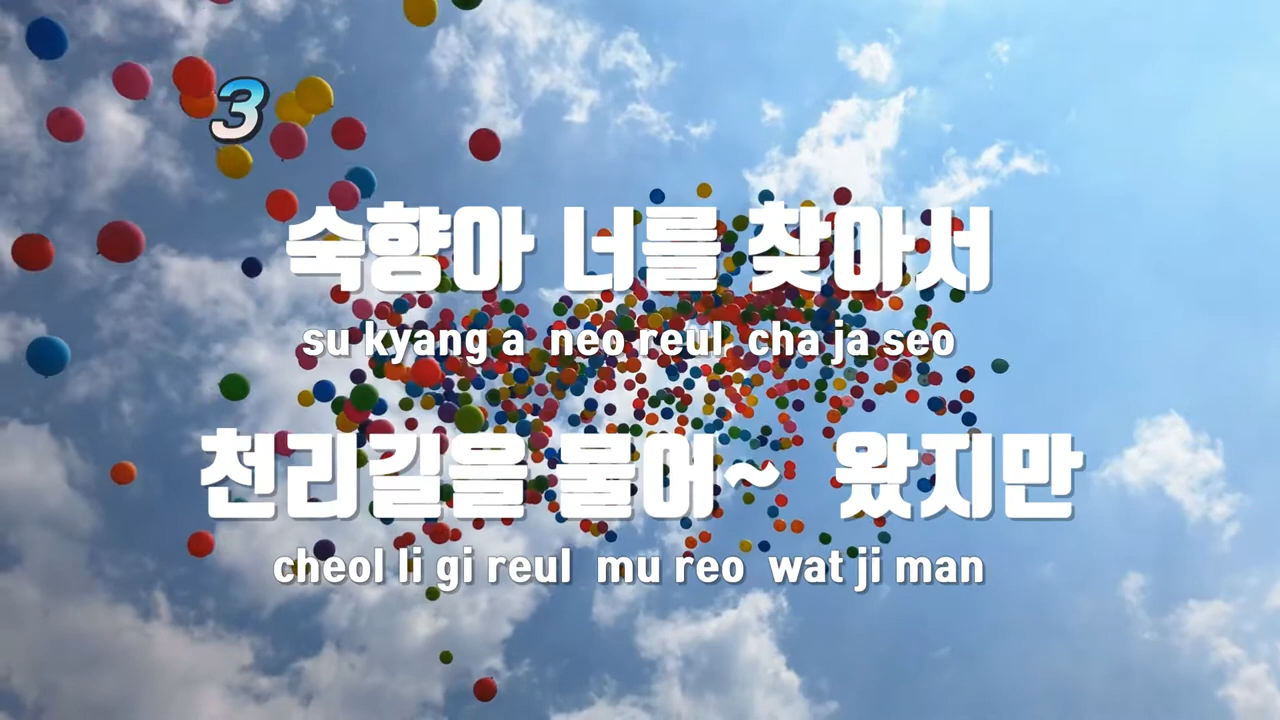 3
숙향아 너를 찾아서
su kyang a neo reul cha ja seo
천리길을 물어~ 왔지만
cheol li gi reul mu reo wat ji man